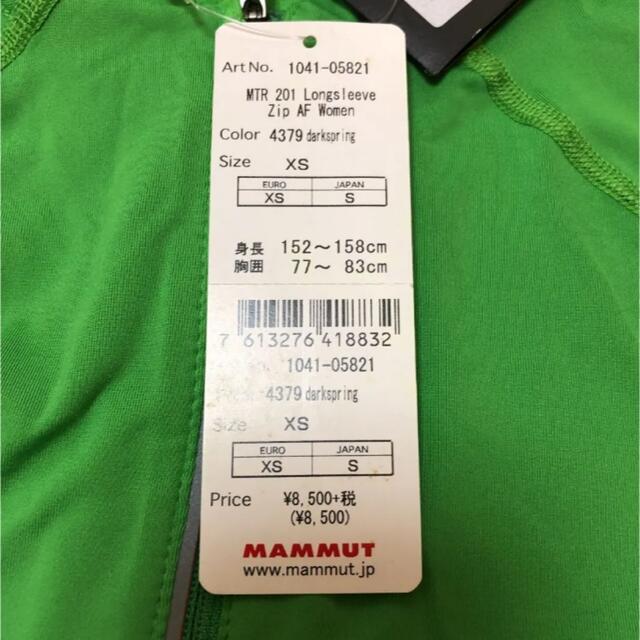 Art No. 1041-05821
MTR 201 Longsleeve
Zip AF Women
Color 4379 darkspring
Size XS
EURO JAPAN
XS S
身長 152～158cm
胸囲 77～ 83cm
7 613276 418832
1041-05821
4379 darkspring
Size XS
EURO JAPAN
XS S
Price ¥8,500+税
(¥8,500)
MAMMUT
www.mammut.jp